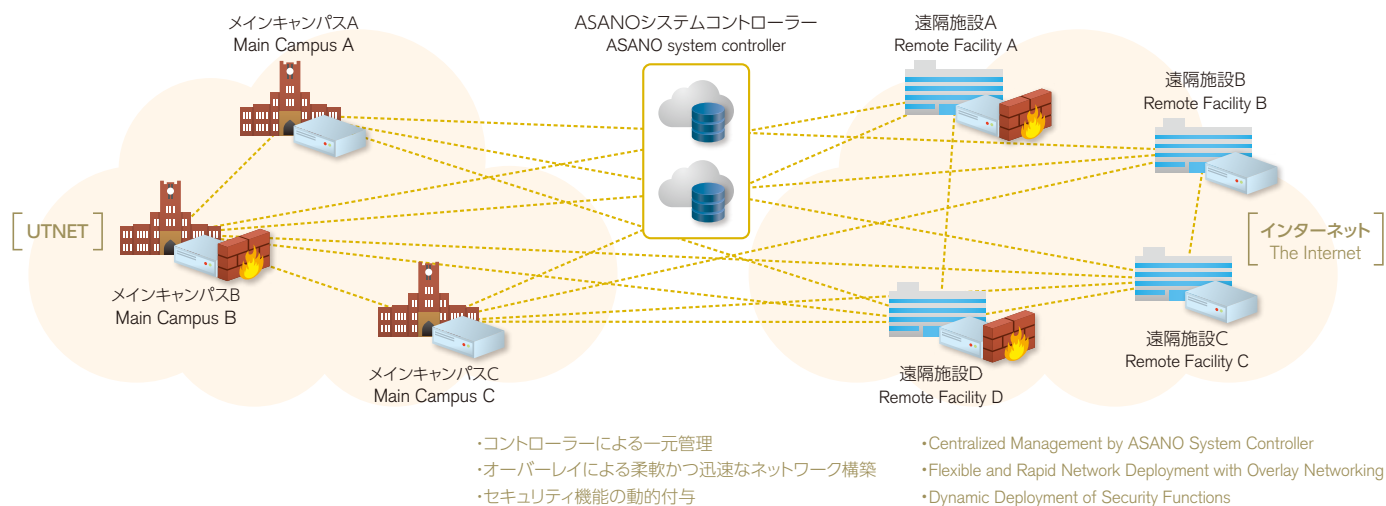 メインキャンパスA
Main Campus A
ASANOシステムコントローラー
ASANO system controller
遠隔施設A
Remote Facility A
遠隔施設B
Remote Facility B
[UTNET]
メインキャンパスB
Main Campus B
インターネット
The Internet
メインキャンパスC
Main Campus C
遠隔施設D
Remote Facility D
遠隔施設C
Remote Facility C
・コントローラーによる一元管理
・オーバーレイによる柔軟かつ迅速なネットワーク構築
・セキュリティ機能の動的付与
・Centralized Management by ASANO System Controller
・Flexible and Rapid Network Deployment with Overlay Networking
・Dynamic Deployment of Security Functions